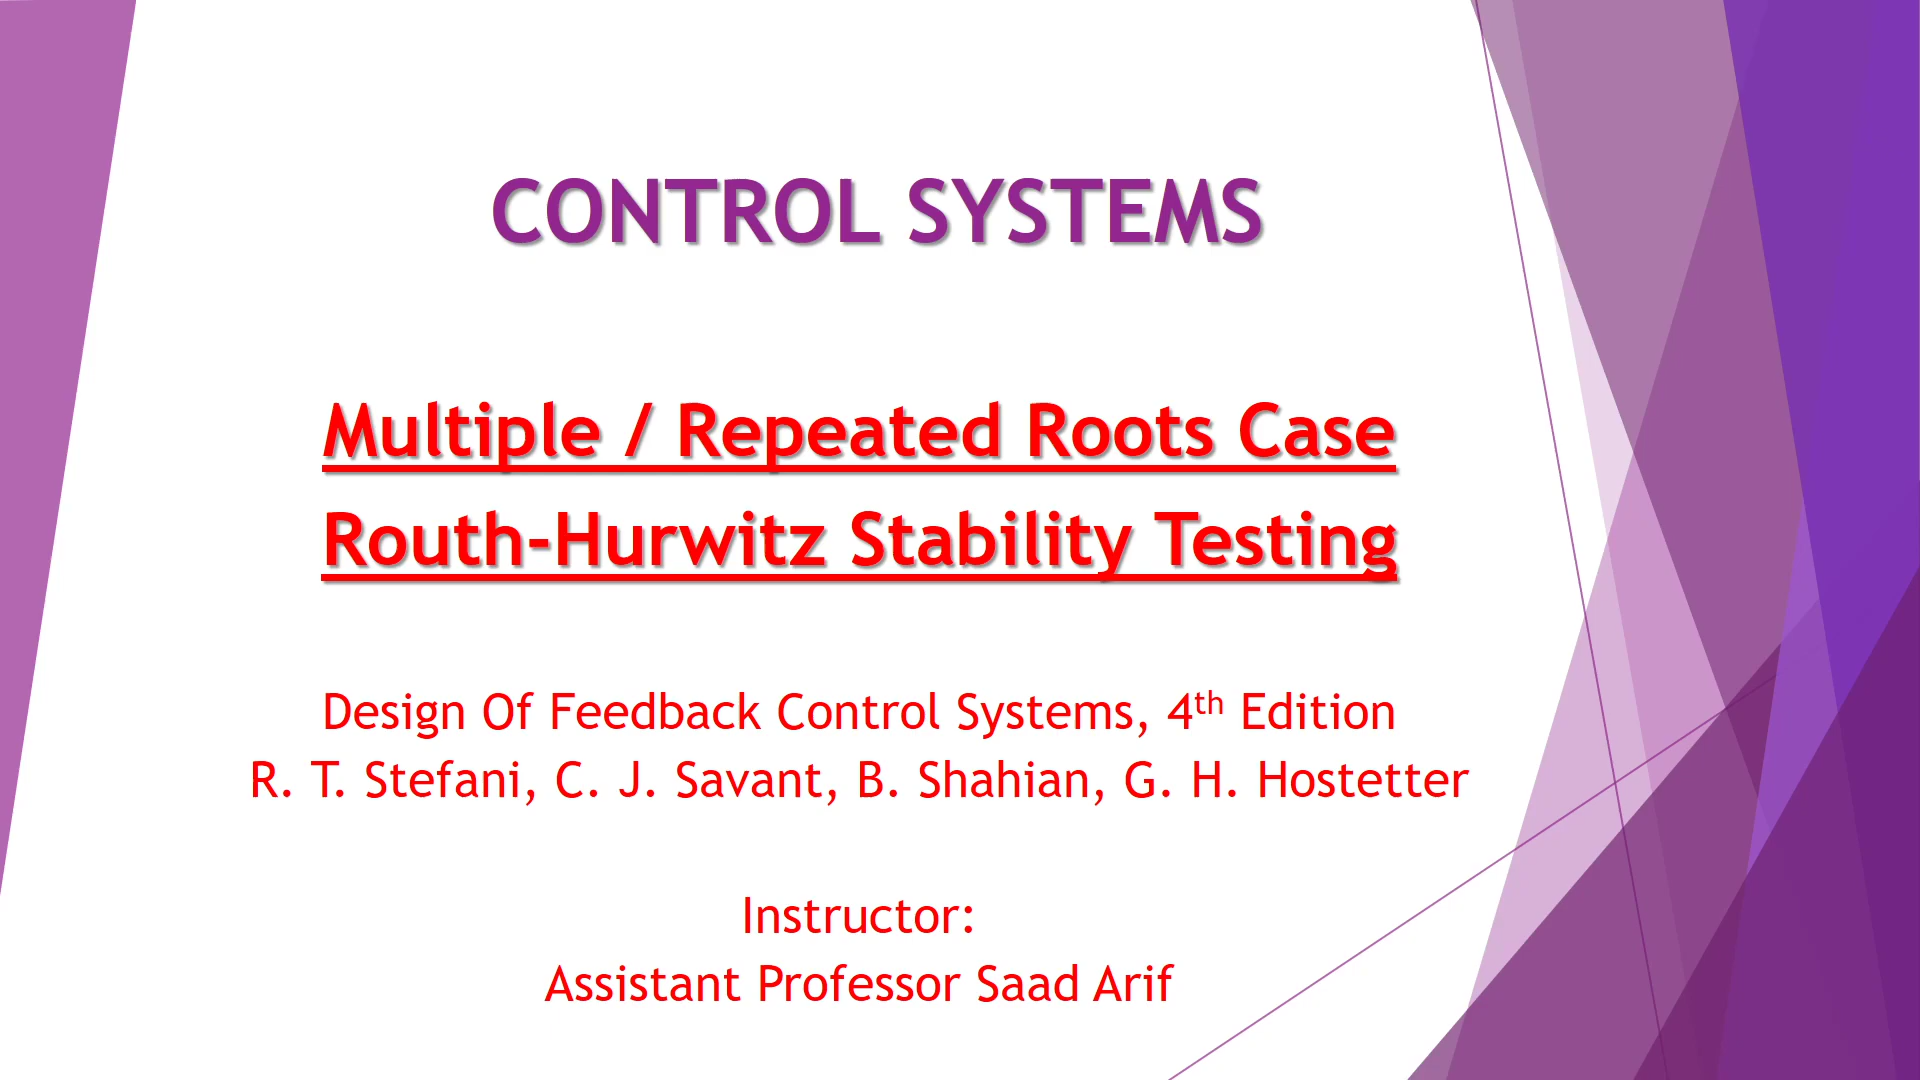 CONTROL SYSTEMS
Multiple / Repeated Roots Case
Routh-Hurwitz Stability Testing
Design Of Feedback Control Systems, 4th Edition
R. T. Stefani, C. J. Savant, B. Shahian, G. H. Hostetter
Instructor:
Assistant Professor Saad Arif